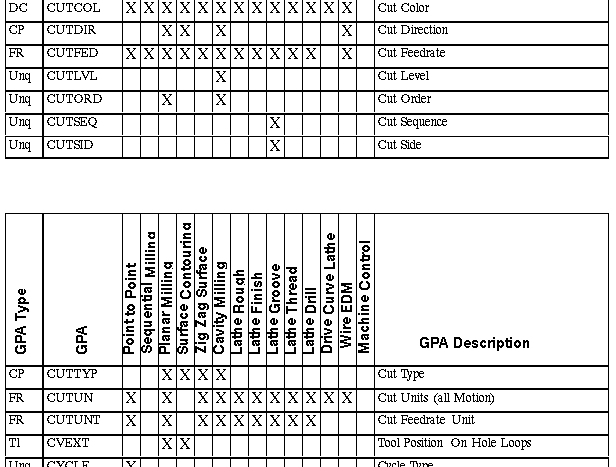 DC CUTCOL X X X X X X X X X X X X X Cut Color
CP CUTDIR X X X X Cut Direction
FR CUTFED X X X X X X X X X X X X Cut Feedrate
Unq CUTLVL X Cut Level
Unq CUTORD X X Cut Order
Unq CUTSEQ X Cut Sequence
Unq CUTSID X Cut Side
GPA Type
GPA
Point to Point
Sequential Milling
Planar Milling
Surface Contouring
Zig Zag Surface
Cavity Milling
Lathe Rough
Lathe Finish
Lathe Groove
Lathe Thread
Lathe Drill
Drive Curve Lathe
Wire EDM
Machine Control
GPA Description
CP CUTTYP X X X X Cut Type
FR CUTUN X X X X X X X X X X X Cut Units (all Motion)
FR CUTUNT X X X X X X X X X Cut Feedrate Unit
Tl CVEXT X X Tool Position On Hole Loops
Unq CYCLE X Cycle Type